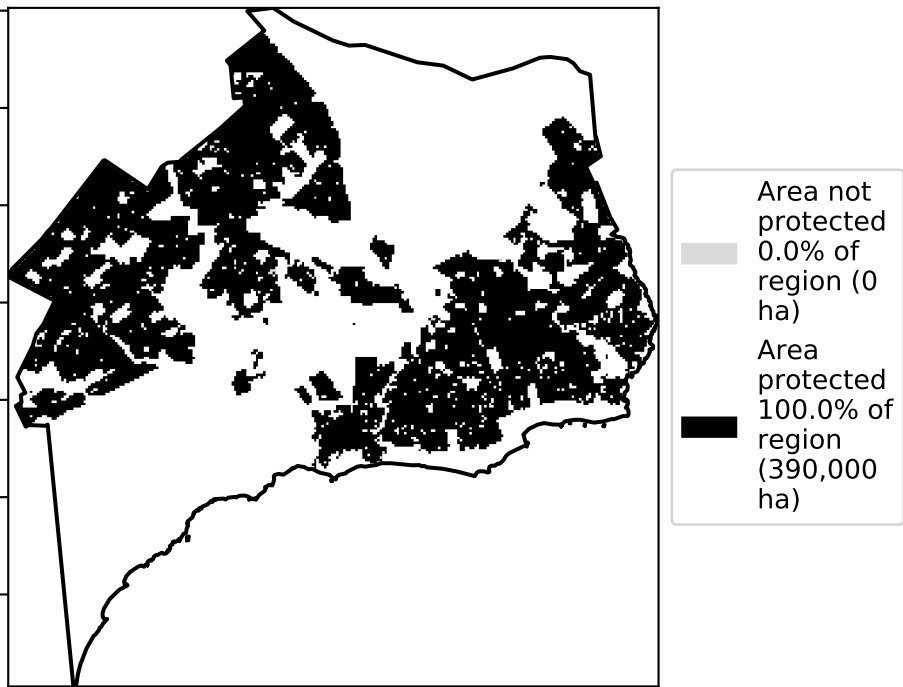 Area not
protected
0.0% of
region (0
ha)
Area
protected
100.0% of
region
(390,000
ha)